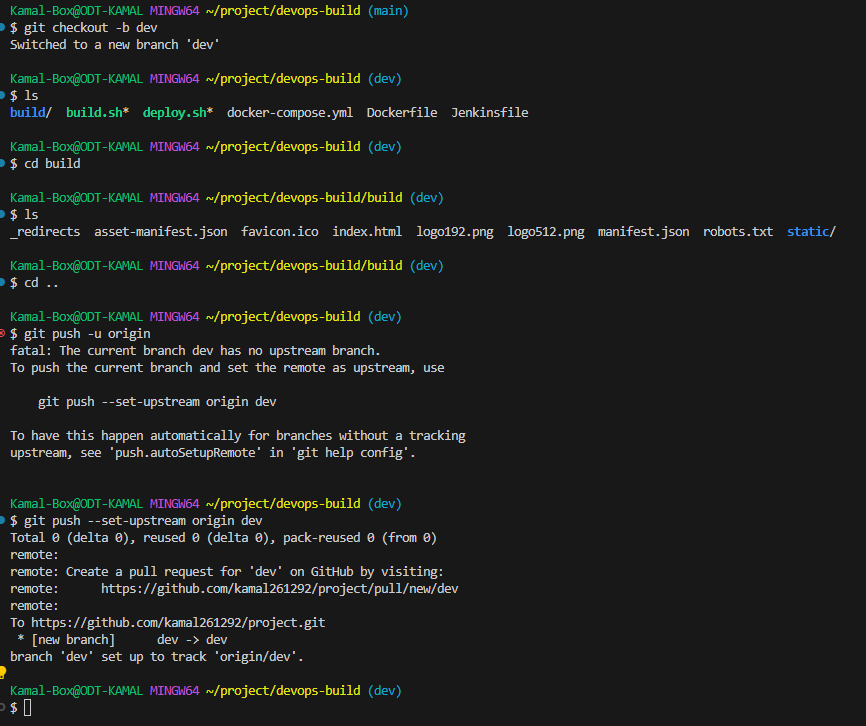 Kamal-Box@ODT-KAMAL MINGW64 ~/project/devops-build (main)
$ git checkout -b dev
Switched to a new branch 'dev'
Kamal-Box@ODT-KAMAL MINGW64 ~/project/devops-build (dev)
$ ls
build/  build.sh*  deploy.sh*  docker-compose.yml  Dockerfile  Jenkinsfile
Kamal-Box@ODT-KAMAL MINGW64 ~/project/devops-build (dev)
$ cd build
Kamal-Box@ODT-KAMAL MINGW64 ~/project/devops-build/build (dev)
$ ls
_redirects  asset-manifest.json  favicon.ico  index.html  logo192.png  logo512.png  manifest.json  robots.txt  static/
Kamal-Box@ODT-KAMAL MINGW64 ~/project/devops-build/build (dev)
$ cd ..
Kamal-Box@ODT-KAMAL MINGW64 ~/project/devops-build (dev)
$ git push -u origin
fatal: The current branch dev has no upstream branch.
To push the current branch and set the remote as upstream, use
    git push --set-upstream origin dev
To have this happen automatically for branches without a tracking
upstream, see 'push.autoSetupRemote' in 'git help config'.
Kamal-Box@ODT-KAMAL MINGW64 ~/project/devops-build (dev)
$ git push --set-upstream origin dev
Total 0 (delta 0), reused 0 (delta 0), pack-reused 0 (from 0)
remote:
remote: Create a pull request for 'dev' on GitHub by visiting:
remote:      https://github.com/kamal261292/project/pull/new/dev
remote:
To https://github.com/kamal261292/project.git
 * [new branch]      dev -> dev
branch 'dev' set up to track 'origin/dev'.
Kamal-Box@ODT-KAMAL MINGW64 ~/project/devops-build (dev)
$